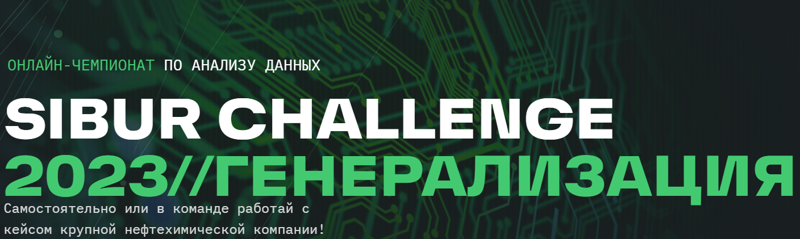 ОНЛАЙН-ЧЕМПИОНАТ ПО АНАЛИЗУ ДАННЫХ
SIBUR CHALLENGE
2023//ГЕНЕРАЛИЗАЦИЯ
Самостоятельно или в команде работай с
кейсом крупной нефтехимической компании!